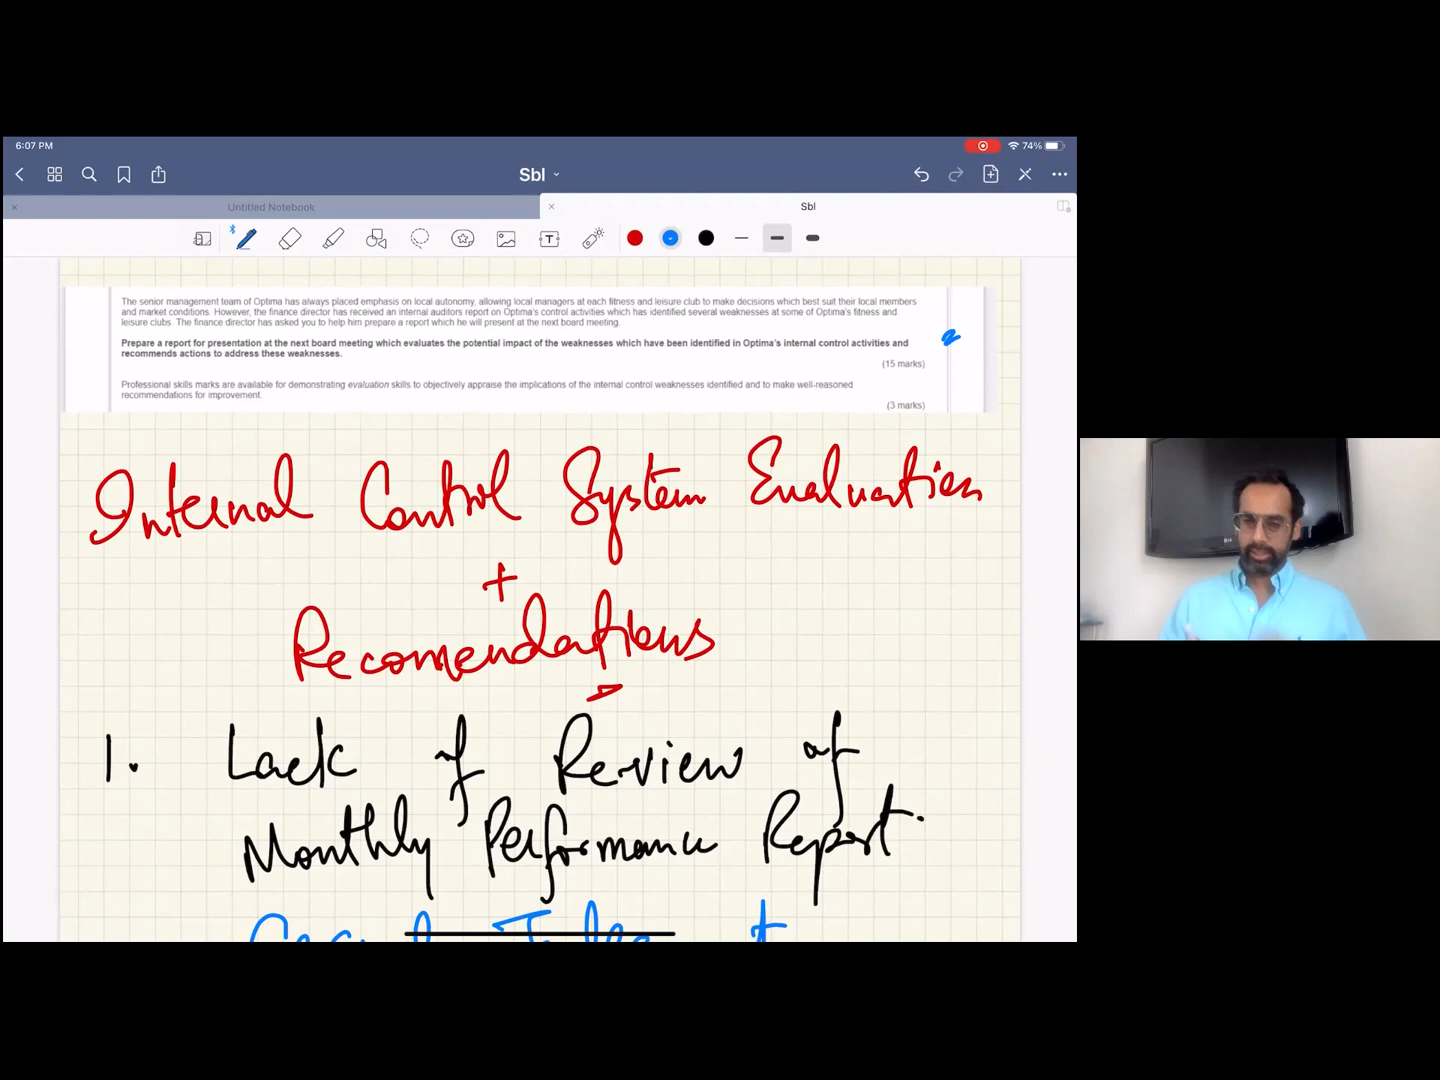 6:07 PM
74%
Sbl
Untitled Notebook
Sbl
The senior management team of Optima has always placed emphasis on local autonomy, allowing local managers at each fitness and leisure club to make decisions which best suit their local members
and market conditions. However, the finance director has received an internal auditors report on Optima's control activities which has identified several weaknesses at some of Optima's fitness and
leisure clubs. The finance director has asked you to help him prepare a report which he will present at the next board meeting.
Prepare a report for presentation at the next board meeting which evaluates the potential impact of the weaknesses which have been identified in Optima's internal control activities and
recommends actions to address these weaknesses.
(15 marks)
Professional skills marks are available for demonstrating evaluation skills to objectively appraise the implications of the internal control weaknesses identified and to make well-reasoned
recommendations for improvement.
(3 marks)
Internal Control System Evaluation
+
Recomendations
1. Lack of Review of
Monthly Performance Report.